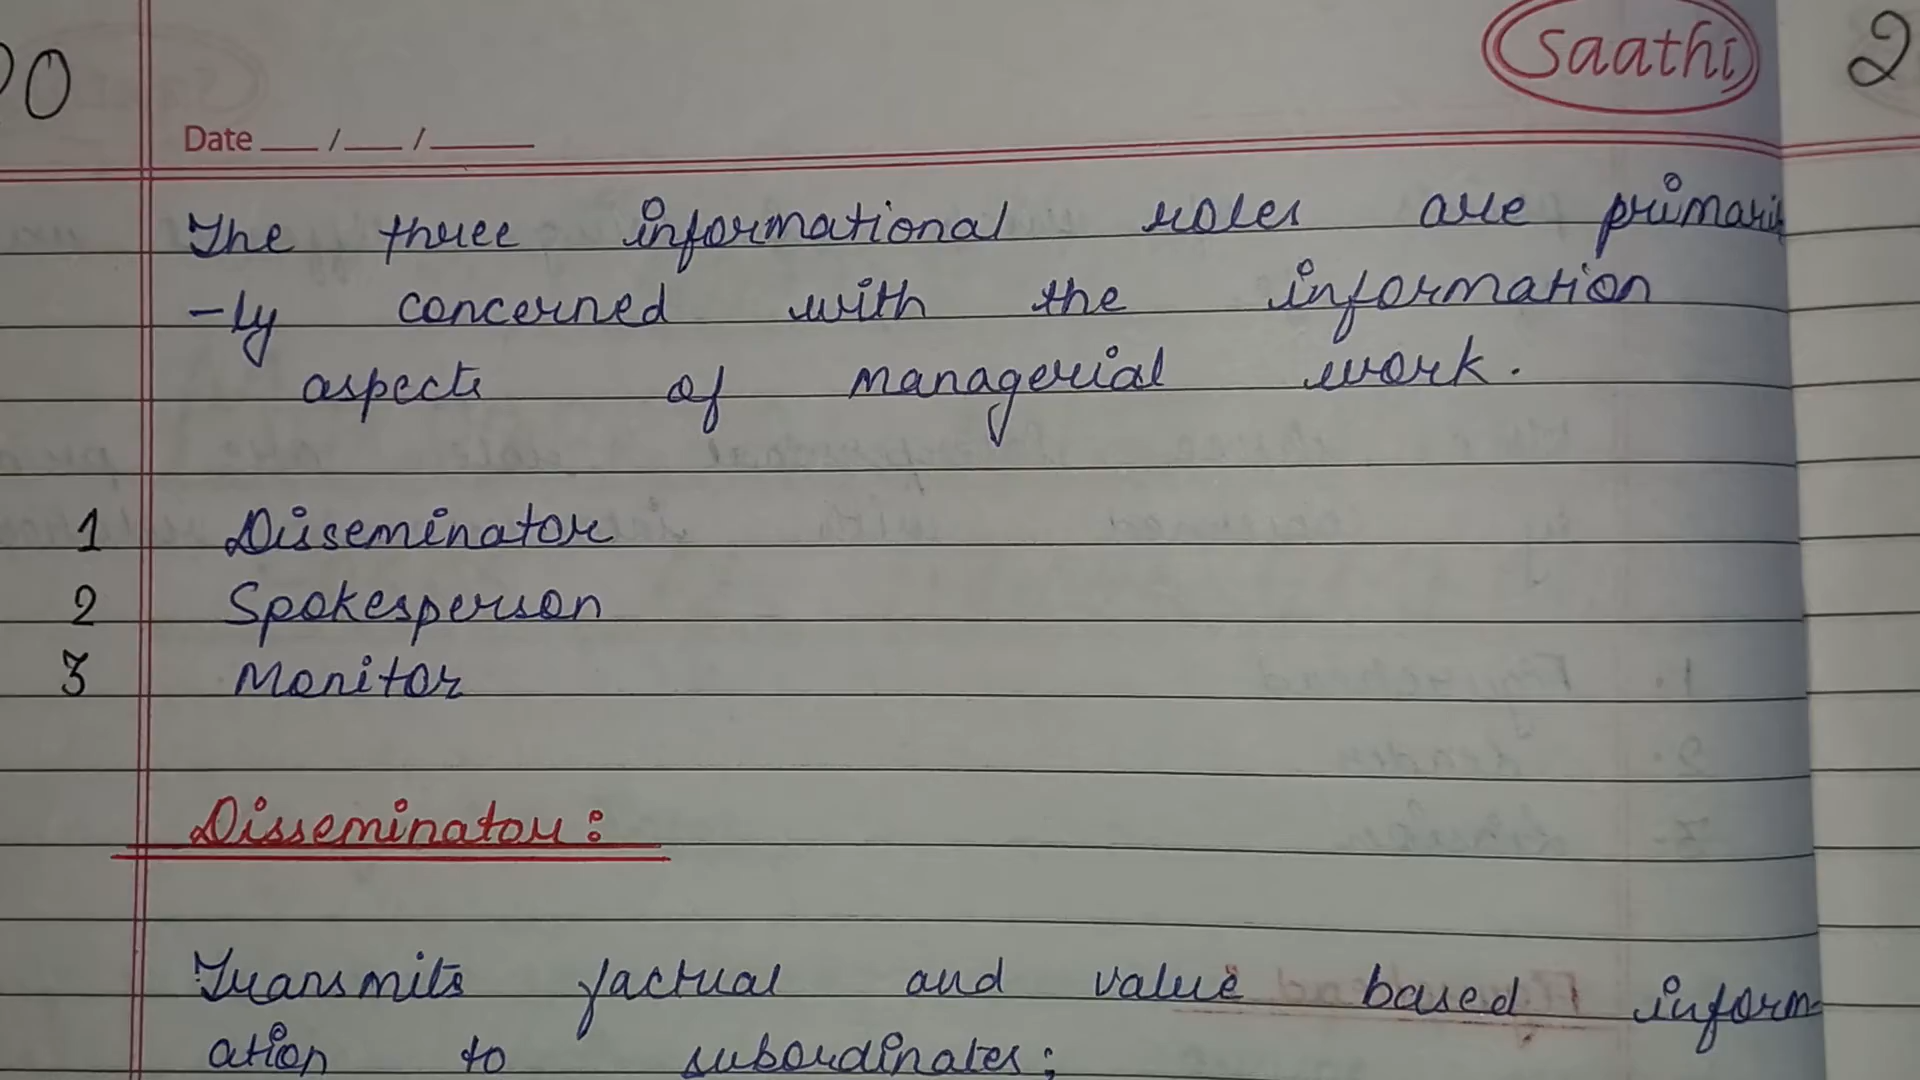 20
Saathi
2
Date __/__/____
The three informational roles are primari
-ly concerned with the information
aspects of managerial work.
1 Disseminator
2 Spokesperson
3 Monitor
Disseminator:
Transmits factual and value based inform-
ation to subordinates;